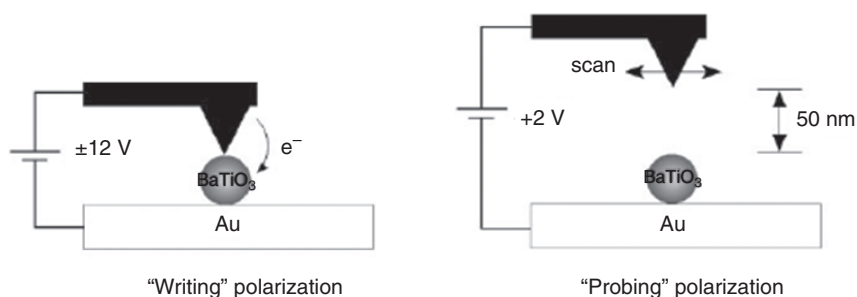 ±12 V
e⁻
BaTiO₃
Au
"Writing" polarization
scan
+2 V
50 nm
BaTiO₃
Au
"Probing" polarization